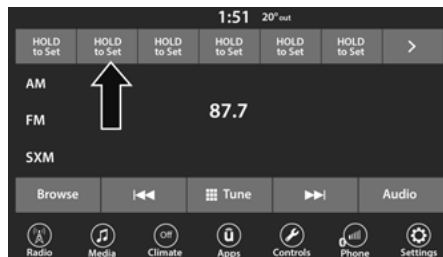 1:51 20° out
HOLD to Set HOLD to Set HOLD to Set HOLD to Set HOLD to Set HOLD to Set
AM
87.7
FM
SXM
Browse Tune Audio
Off ū
Radio Media Climate Apps Controls Phone Settings